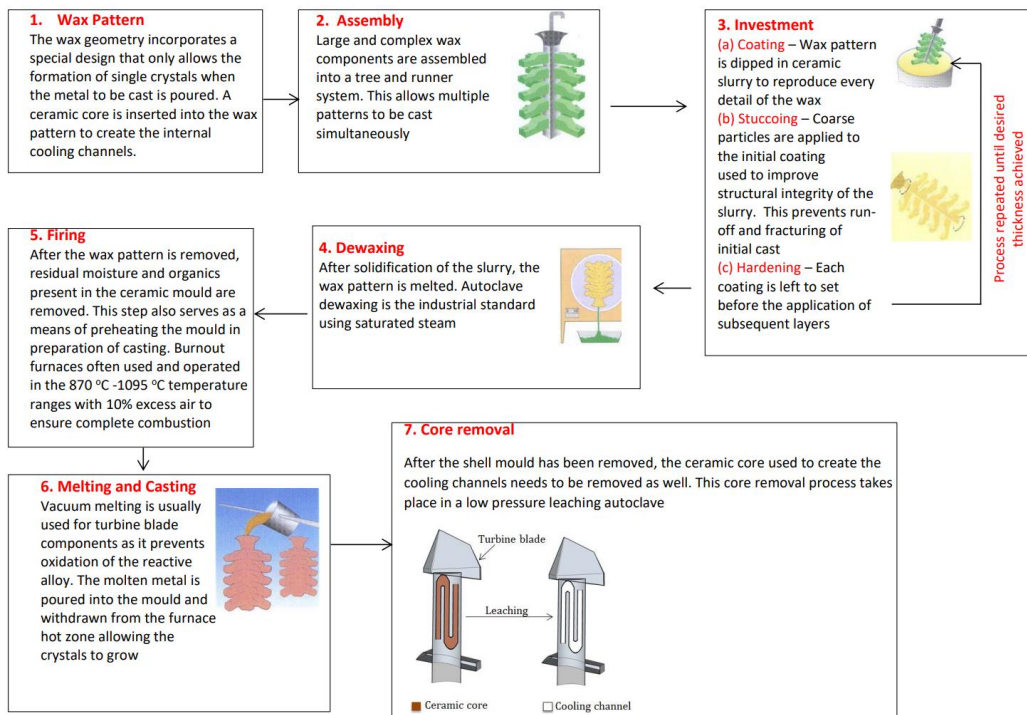 1. Wax Pattern
The wax geometry incorporates a
special design that only allows the
formation of single crystals when
the metal to be cast is poured. A
ceramic core is inserted into the wax
pattern to create the internal
cooling channels.
2. Assembly
Large and complex wax
components are assembled
into a tree and runner
system. This allows multiple
patterns to be cast
simultaneously
3. Investment
(a) Coating – Wax pattern
is dipped in ceramic
slurry to reproduce every
detail of the wax
(b) Stuccoing – Coarse
particles are applied to
the initial coating
used to improve
structural integrity of the
slurry. This prevents run-
off and fracturing of
initial cast
(c) Hardening – Each
coating is left to set
before the application of
subsequent layers
Process repeated until desired
thickness achieved
4. Dewaxing
After solidification of the slurry, the
wax pattern is melted. Autoclave
dewaxing is the industrial standard
using saturated steam
5. Firing
After the wax pattern is removed,
residual moisture and organics
present in the ceramic mould are
removed. This step also serves as a
means of preheating the mould in
preparation of casting. Burnout
furnaces often used and operated
in the 870 °C -1095 °C temperature
ranges with 10% excess air to
ensure complete combustion
6. Melting and Casting
Vacuum melting is usually
used for turbine blade
components as it prevents
oxidation of the reactive
alloy. The molten metal is
poured into the mould and
withdrawn from the furnace
hot zone allowing the
crystals to grow
7. Core removal
After the shell mould has been removed, the ceramic core used to create the
cooling channels needs to be removed as well. This core removal process takes
place in a low pressure leaching autoclave
Turbine blade
Leaching
Ceramic core
Cooling channel